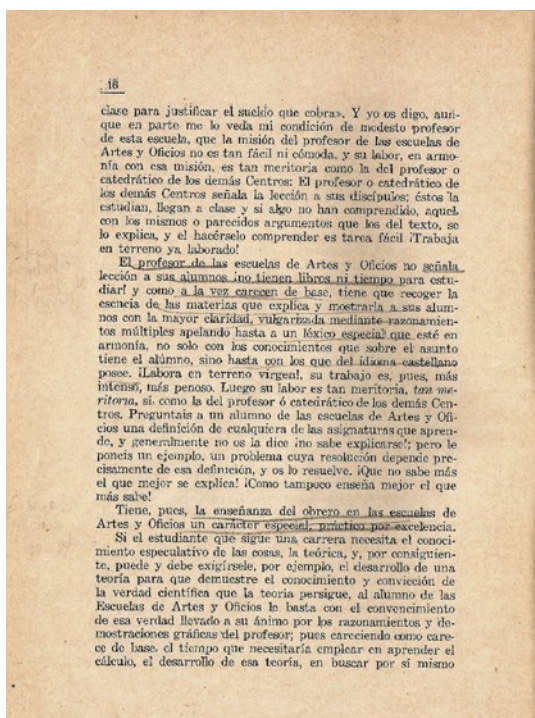 16
clase para justificar el sueldo que cobra». Y yo os digo, aun-
que en parte me lo veda mi condición de modesto profesor
de esta escuela, que la misión del profesor de las escuelas de
Artes y Oficios no es tan fácil ni cómoda, y su labor, en armo-
nía con esa misión, es tan meritoria como la del profesor o
catedrático de los demás Centros: El profesor o catedrático de
los demás Centros señala la lección a sus discípulos; éstos la
estudian, llegan a clase y si algo no han comprendido, aquel
con los mismos o parecidos argumentos que los del texto, se
lo explica, y el hacérselo comprender es tarea fácil ¡Trabaja
en terreno ya laborado!
El profesor de las escuelas de Artes y Oficios no señala
lección a sus alumnos ¡no tienen libros ni tiempo para estu-
diar! y como a la vez carecen de base, tiene que recoger la
esencia de las materias que explica y mostrarla a sus alum-
nos con la mayor claridad, vulgarizada mediante razonamien-
tos múltiples apelando hasta a un léxico especial que esté en
armonía, no solo con los conocimientos que sobre el asunto
tiene el alumno, sino hasta con los que del idioma castellano
posee. ¡Labora en terreno virgen!, su trabajo es, pues, más
intenso, más penoso. Luego su labor es tan meritoria, tan me-
ritoria, sí, como la del profesor ó catedrático de los demás Cen-
tros. Preguntais a un alumno de las escuelas de Artes y Ofi-
cios una definición de cualquiera de las asignaturas que apren-
de, y generalmente no os la dice ¡no sabe explicarse!; pero le
poneis un ejemplo, un problema cuya resolución depende pre-
cisamente de esa definición, y os lo resuelve. ¡Que no sabe más
el que mejor se explica! ¡Como tampoco enseña mejor el que
más sabe!
Tiene, pues, la enseñanza del obrero en las escuelas de
Artes y Oficios un carácter especial, práctico por excelencia.
Si el estudiante que sigue una carrera necesita el conoci-
miento especulativo de las cosas, la teórica, y, por consiguien-
te, puede y debe exigírsele, por ejemplo, el desarrollo de una
teoría para que demuestre el conocimiento y convicción de
la verdad científica que la teoria persigue, al alumno de las
Escuelas de Artes y Oficios le basta con el convencimiento
de esa verdad llevado a su ánimo por los razonamientos y de-
mostraciones gráficas del profesor; pues careciendo como care-
ce de base, el tiempo que necesitaría emplear en aprender el
cálculo, el desarrollo de esa teoría, en buscar por si mismo